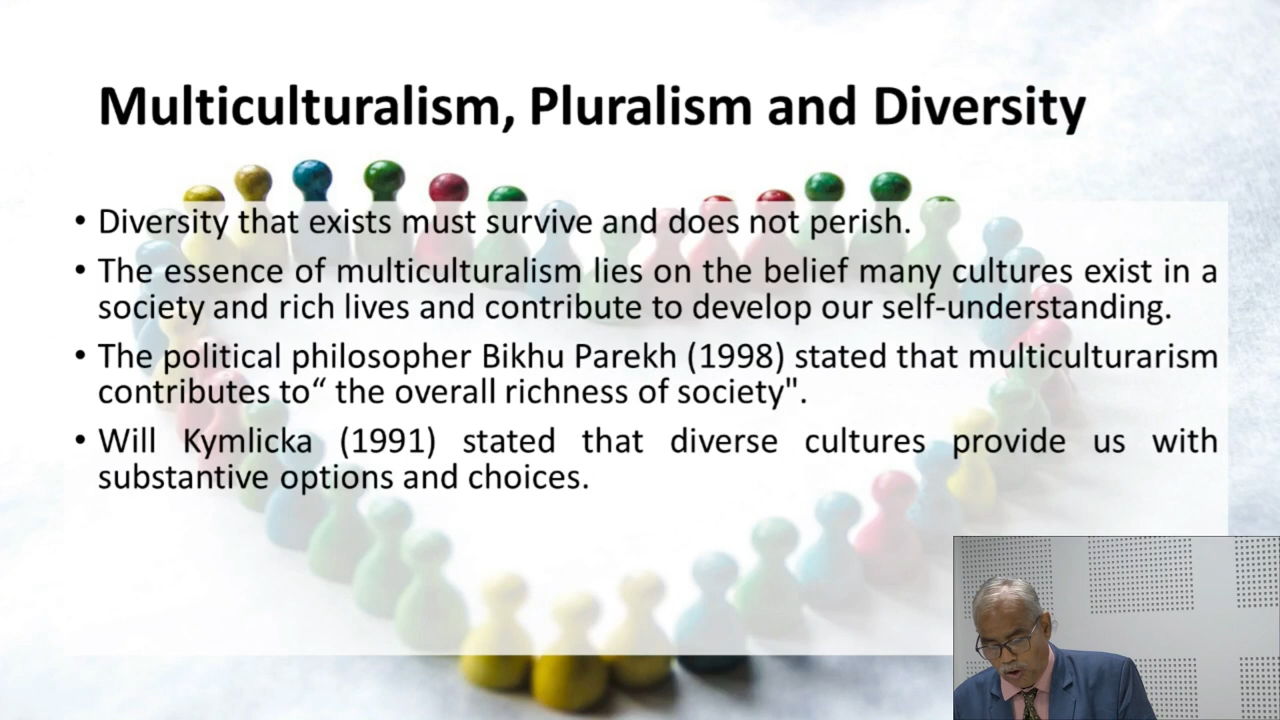 Multiculturalism, Pluralism and Diversity
• Diversity that exists must survive and does not perish.
• The essence of multiculturalism lies on the belief many cultures exist in a
society and rich lives and contribute to develop our self-understanding.
• The political philosopher Bikhu Parekh (1998) stated that multiculturarism
contributes to“ the overall richness of society".
• Will Kymlicka (1991) stated that diverse cultures provide us with
substantive options and choices.